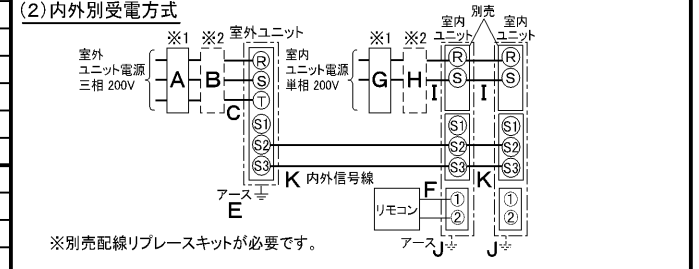 (2)内外別受電方式
※1 ※2 室外ユニット
室外
ユニット電源
三相 200V
A B C
R
S
T
S1
S2
S3
アース
E
※1 ※2
室内
ユニット電源
単相 200V
G H I I
室内
ユニット
別売
室内
ユニット
R R
S S
S1 S1
S2 S2
S3 S3
K 内外信号線
K
F
リモコン
① ①
② ②
アース J J
※別売配線リプレースキットが必要です。